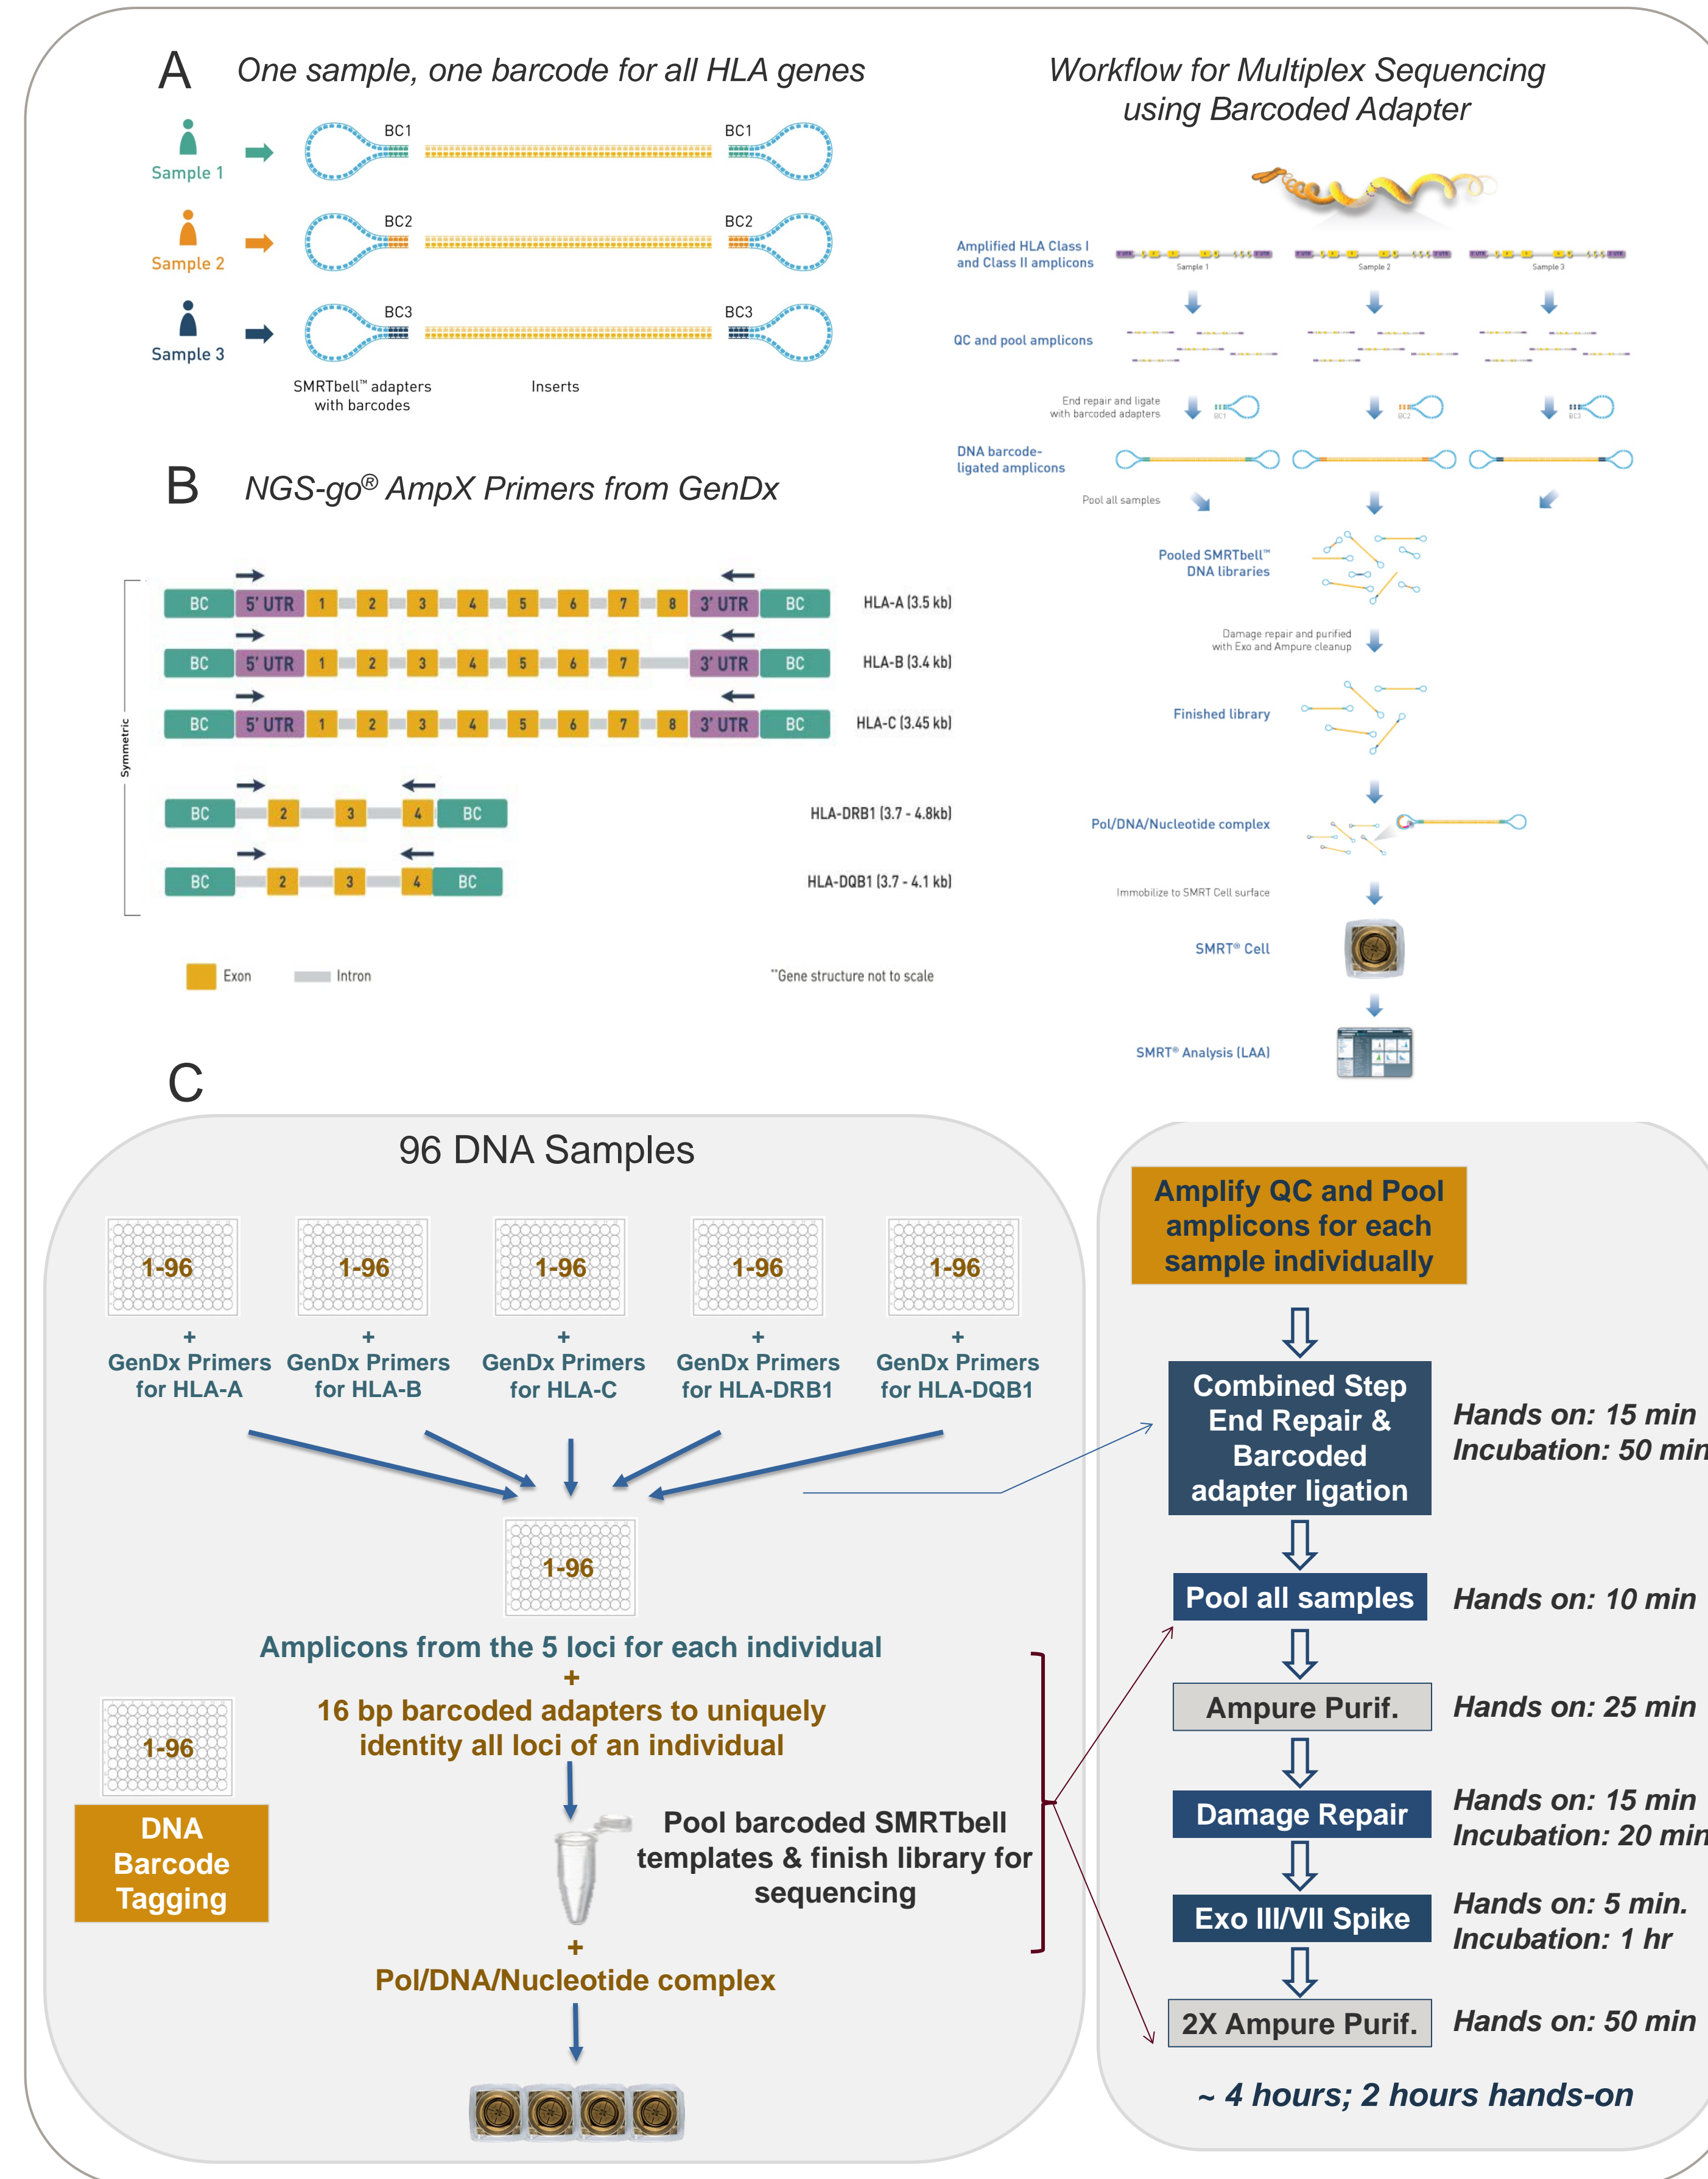 A
One sample, one barcode for all HLA genes
BC1
BC1
Sample 1
BC2
BC2
Sample 2
BC3
BC3
Sample 3
SMRTbell™ adapters
with barcodes
Inserts
Workflow for Multiplex Sequencing
using Barcoded Adapter
Amplified HLA Class I
and Class II amplicons
Sample 1
Sample 2
Sample 3
QC and pool amplicons
End repair and ligate
with barcoded adapters
BC1
BC2
BC3
DNA barcode-
ligated amplicons
Pool all samples
Pooled SMRTbell™
DNA libraries
Damage repair and purified
with Exo and Ampure cleanup
Finished library
Pol/DNA/Nucleotide complex
Immobilize to SMRT Cell surface
SMRT® Cell
SMRT® Analysis (LAA)
B
NGS-go® AmpX Primers from GenDx
Symmetric
BC 5' UTR 1 2 3 4 5 6 7 8 3' UTR BC HLA-A (3.5 kb)
BC 5' UTR 1 2 3 4 5 6 7 3' UTR BC HLA-B (3.4 kb)
BC 5' UTR 1 2 3 4 5 6 7 8 3' UTR BC HLA-C (3.45 kb)
BC 2 3 4 BC HLA-DRB1 (3.7 - 4.8kb)
BC 2 3 4 BC HLA-DQB1 (3.7 - 4.1 kb)
Exon
Intron
**Gene structure not to scale
C
96 DNA Samples
1-96 1-96 1-96 1-96 1-96
+ + + + +
GenDx Primers
for HLA-A
GenDx Primers
for HLA-B
GenDx Primers
for HLA-C
GenDx Primers
for HLA-DRB1
GenDx Primers
for HLA-DQB1
1-96
Amplicons from the 5 loci for each individual
+
16 bp barcoded adapters to uniquely
identity all loci of an individual
1-96
DNA
Barcode
Tagging
Pool barcoded SMRTbell
templates & finish library for
sequencing
+
Pol/DNA/Nucleotide complex
Amplify QC and Pool
amplicons for each
sample individually
Combined Step
End Repair &
Barcoded
adapter ligation
Hands on: 15 min
Incubation: 50 min
Pool all samples
Hands on: 10 min
Ampure Purif.
Hands on: 25 min
Damage Repair
Hands on: 15 min
Incubation: 20 min
Exo III/VII Spike
Hands on: 5 min.
Incubation: 1 hr
2X Ampure Purif.
Hands on: 50 min
~ 4 hours; 2 hours hands-on